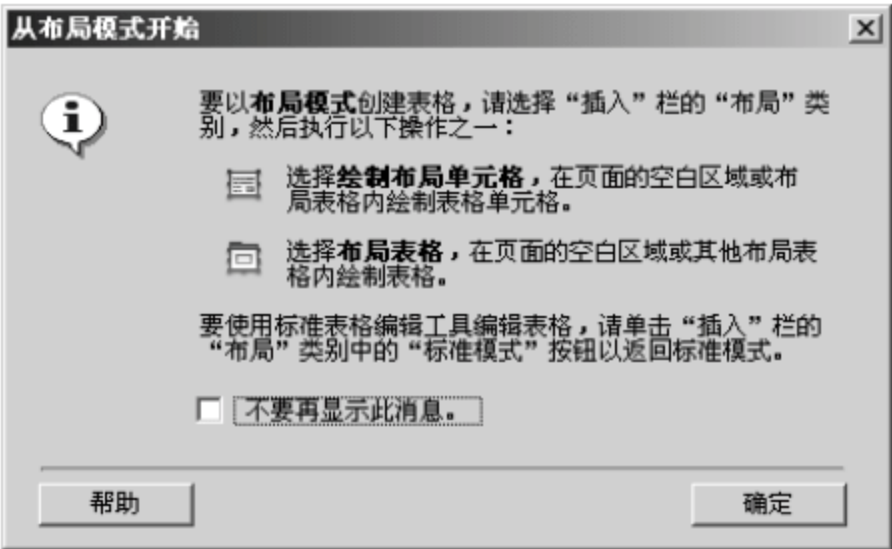 从布局模式开始
要以布局模式创建表格，请选择“插入”栏的“布局”类
别，然后执行以下操作之一：
选择绘制布局单元格，在页面的空白区域或布
局表格内绘制表格单元格。
选择布局表格，在页面的空白区域或其他布局表
格内绘制表格。
要使用标准表格编辑工具编辑表格，请单击“插入”栏的
“布局”类别中的“标准模式”按钮以返回标准模式。
不要再显示此消息。
帮助
确定